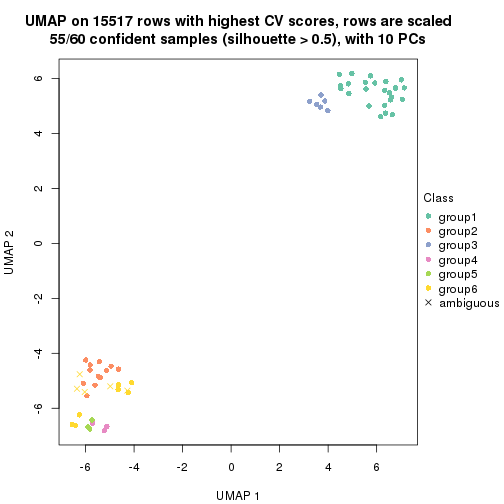 UMAP on 15517 rows with highest CV scores, rows are scaled
55/60 confident samples (silhouette > 0.5), with 10 PCs
6
4
2
0
-2
-4
-6
UMAP 2
-6
-4
-2
0
2
4
6
UMAP 1
Class
group1
group2
group3
group4
group5
group6
ambiguous